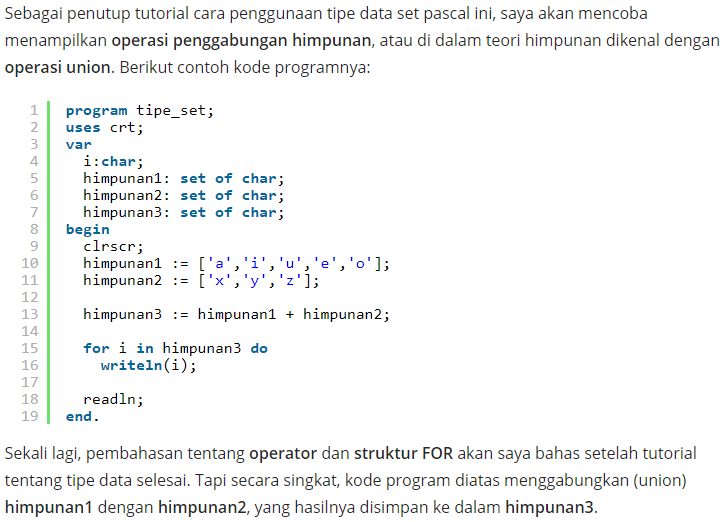 Sebagai penutup tutorial cara penggunaan tipe data set pascal ini, saya akan mencoba
menampilkan operasi penggabungan himpunan, atau di dalam teori himpunan dikenal dengan
operasi union. Berikut contoh kode programnya:
1 program tipe_set;
2 uses crt;
3 var
4   i:char;
5   himpunan1: set of char;
6   himpunan2: set of char;
7   himpunan3: set of char;
8 begin
9   clrscr;
10   himpunan1 := ['a','i','u','e','o'];
11   himpunan2 := ['x','y','z'];
12
13   himpunan3 := himpunan1 + himpunan2;
14
15   for i in himpunan3 do
16     writeln(i);
17
18   readln;
19 end.
Sekali lagi, pembahasan tentang operator dan struktur FOR akan saya bahas setelah tutorial
tentang tipe data selesai. Tapi secara singkat, kode program diatas menggabungkan (union)
himpunan1 dengan himpunan2, yang hasilnya disimpan ke dalam himpunan3.